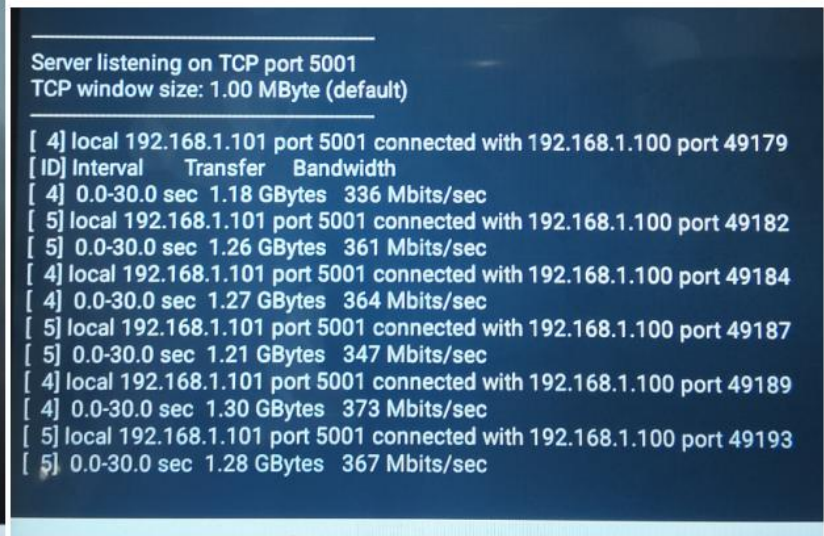 Server listening on TCP port 5001
TCP window size: 1.00 MByte (default)
[ 4] local 192.168.1.101 port 5001 connected with 192.168.1.100 port 49179
[ ID] Interval Transfer Bandwidth
[ 4] 0.0-30.0 sec 1.18 GBytes 336 Mbits/sec
[ 5] local 192.168.1.101 port 5001 connected with 192.168.1.100 port 49182
[ 5] 0.0-30.0 sec 1.26 GBytes 361 Mbits/sec
[ 4] local 192.168.1.101 port 5001 connected with 192.168.1.100 port 49184
[ 4] 0.0-30.0 sec 1.27 GBytes 364 Mbits/sec
[ 5] local 192.168.1.101 port 5001 connected with 192.168.1.100 port 49187
[ 5] 0.0-30.0 sec 1.21 GBytes 347 Mbits/sec
[ 4] local 192.168.1.101 port 5001 connected with 192.168.1.100 port 49189
[ 4] 0.0-30.0 sec 1.30 GBytes 373 Mbits/sec
[ 5] local 192.168.1.101 port 5001 connected with 192.168.1.100 port 49193
[ 5] 0.0-30.0 sec 1.28 GBytes 367 Mbits/sec